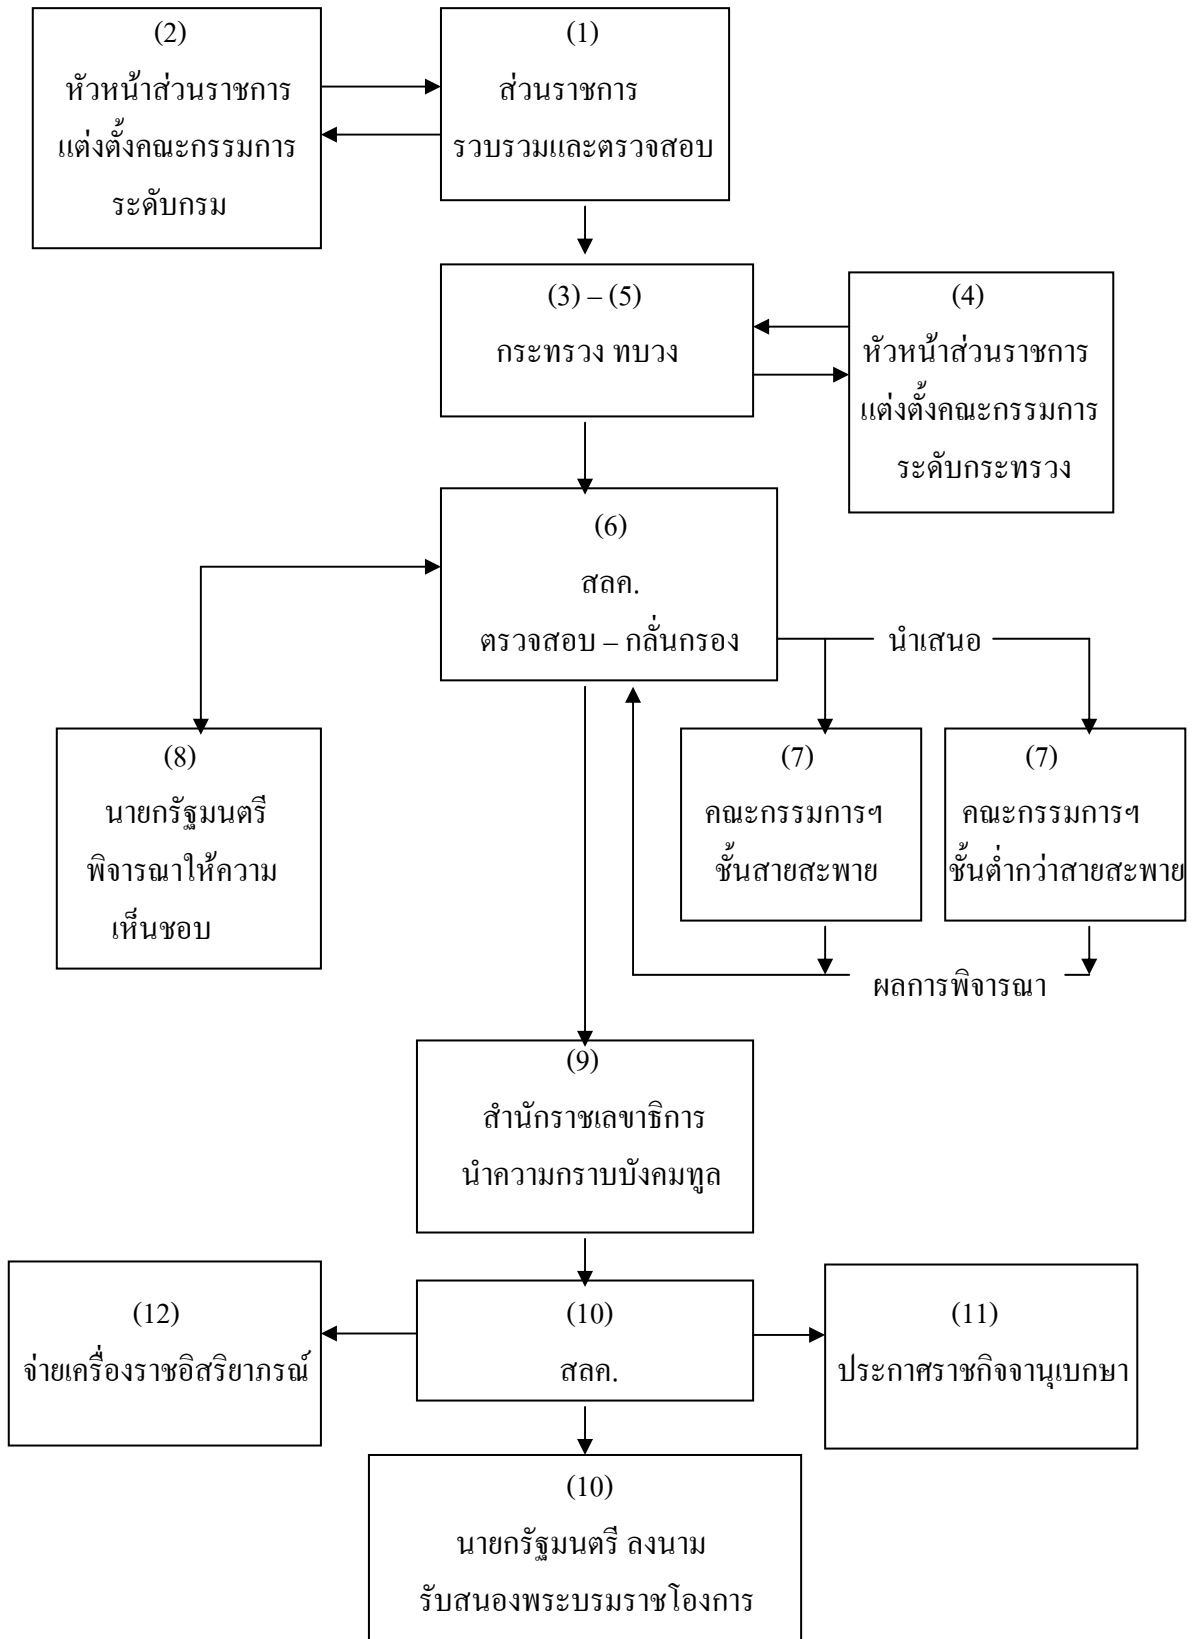 (1)
ส่วนราชการ
รวบรวมและตรวจสอบ
(2)
หัวหน้าส่วนราชการ
แต่งตั้งคณะกรรมการ
ระดับกรม
(3) – (5)
กระทรวง ทบวง
(4)
หัวหน้าส่วนราชการ
แต่งตั้งคณะกรรมการ
ระดับกระทรวง
(6)
สลค.
ตรวจสอบ – กลั่นกรอง
นำเสนอ
(7)
คณะกรรมการฯ
ชั้นสายสะพาย
(7)
คณะกรรมการฯ
ชั้นต่ำกว่าสายสะพาย
ผลการพิจารณา
(8)
นายกรัฐมนตรี
พิจารณาให้ความ
เห็นชอบ
(9)
สำนักราชเลขาธิการ
นำความกราบบังคมทูล
(10)
สลค.
(11)
ประกาศราชกิจจานุเบกษา
(12)
จ่ายเครื่องราชอิสริยาภรณ์
(10)
นายกรัฐมนตรี ลงนาม
รับสนองพระบรมราชโองการ